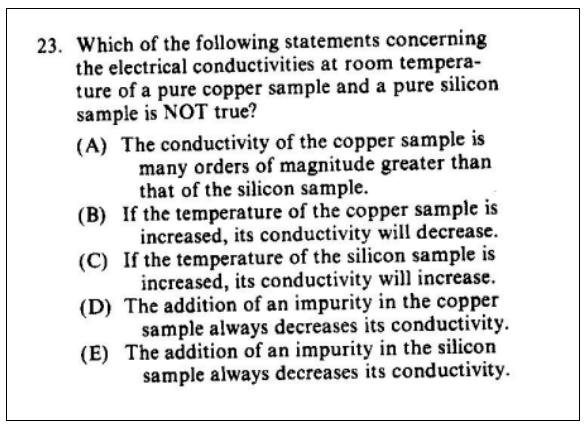 23. Which of the following statements concerning
the electrical conductivities at room tempera-
ture of a pure copper sample and a pure silicon
sample is NOT true?
(A) The conductivity of the copper sample is
many orders of magnitude greater than
that of the silicon sample.
(B) If the temperature of the copper sample is
increased, its conductivity will decrease.
(C) If the temperature of the silicon sample is
increased, its conductivity will increase.
(D) The addition of an impurity in the copper
sample always decreases its conductivity.
(E) The addition of an impurity in the silicon
sample always decreases its conductivity.